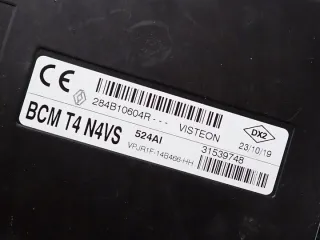 CE
284B10604R---
VISTEON
DX2
23/10/19
BCM T4 N4VS
524AI
VPJR1F-14B466-HH
31539748